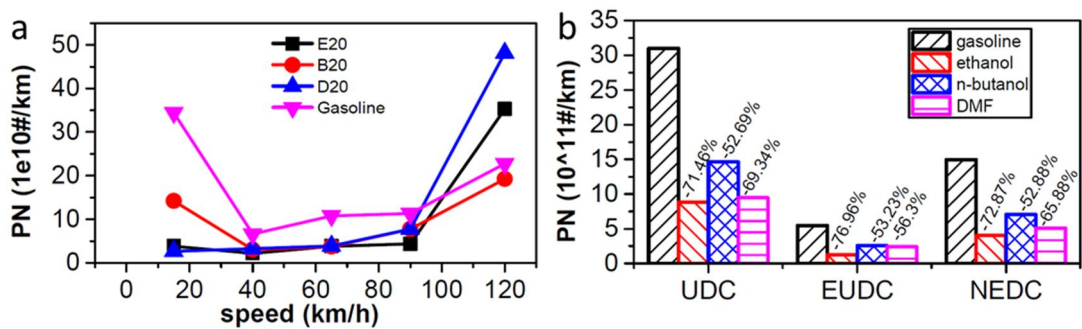 a
PN (1e10#/km)
50
40
30
20
10
0
0
20
40
60
80
100
120
speed (km/h)
E20
B20
D20
Gasoline
b
PN (10^11#/km)
35
30
25
20
15
10
5
0
gasoline
ethanol
n-butanol
DMF
-71.46%
-52.69%
-69.34%
-76.96%
-53.23%
-56.3%
-72.87%
-52.88%
-65.88%
UDC
EUDC
NEDC